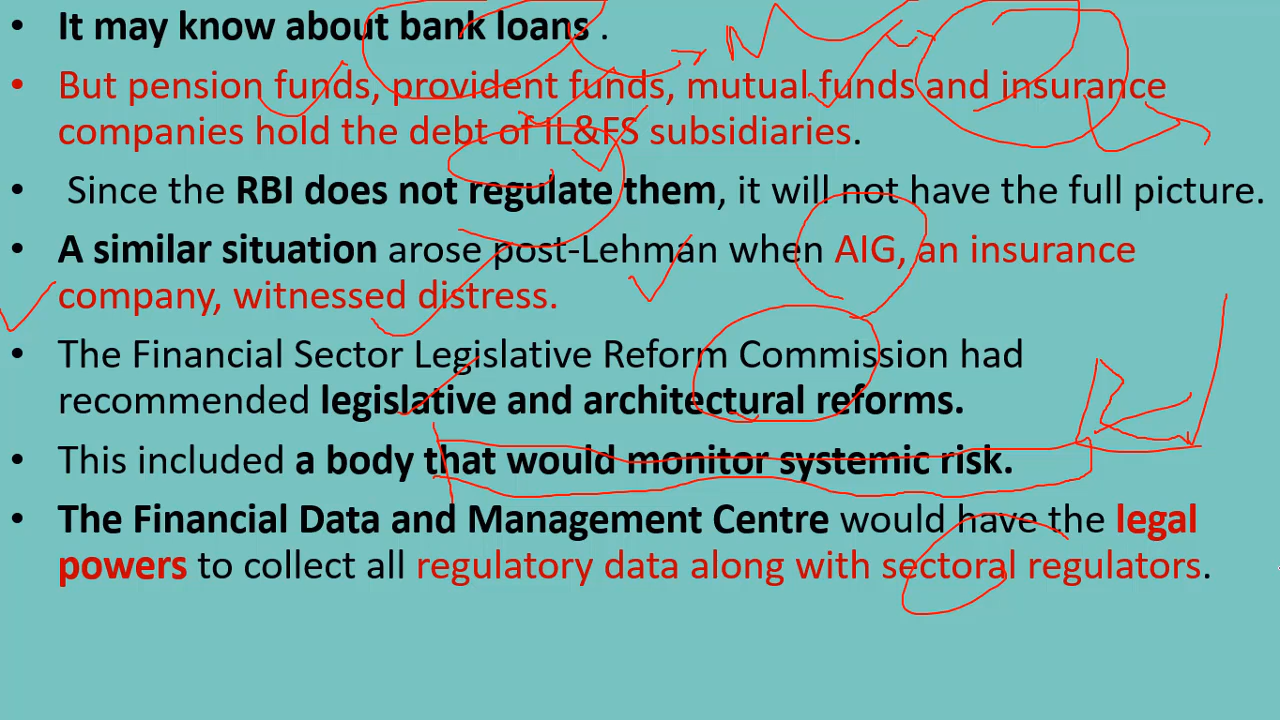 • It may know about bank loans .
• But pension funds, provident funds, mutual funds and insurance
companies hold the debt of IL&FS subsidiaries.
• Since the RBI does not regulate them, it will not have the full picture.
• A similar situation arose post-Lehman when AIG, an insurance
company, witnessed distress.
• The Financial Sector Legislative Reform Commission had
recommended legislative and architectural reforms.
• This included a body that would monitor systemic risk.
• The Financial Data and Management Centre would have the legal
powers to collect all regulatory data along with sectoral regulators.